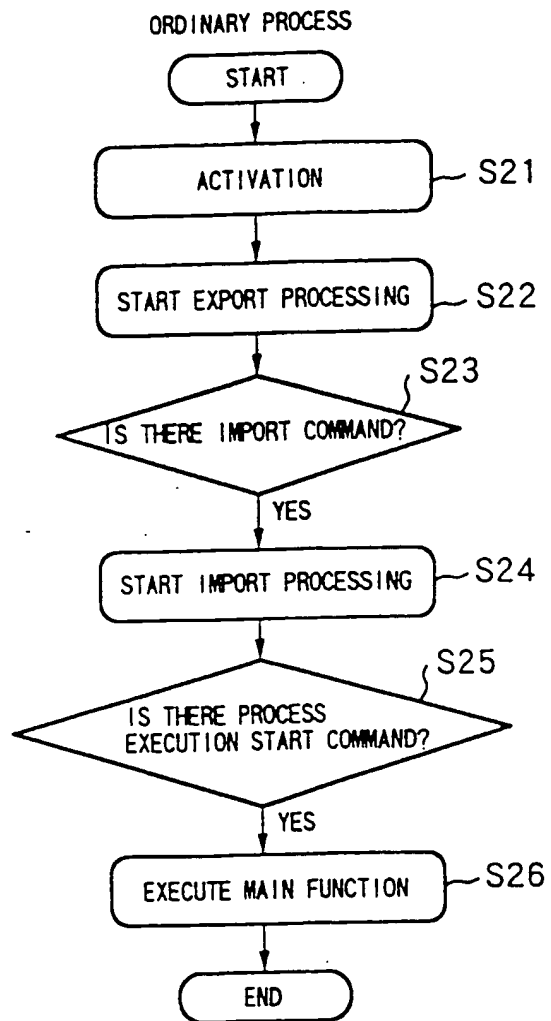 ORDINARY PROCESS
START
ACTIVATION
S21
START EXPORT PROCESSING
S22
S23
IS THERE IMPORT COMMAND?
YES
START IMPORT PROCESSING
S24
S25
IS THERE PROCESS
EXECUTION START COMMAND?
YES
EXECUTE MAIN FUNCTION
S26
END